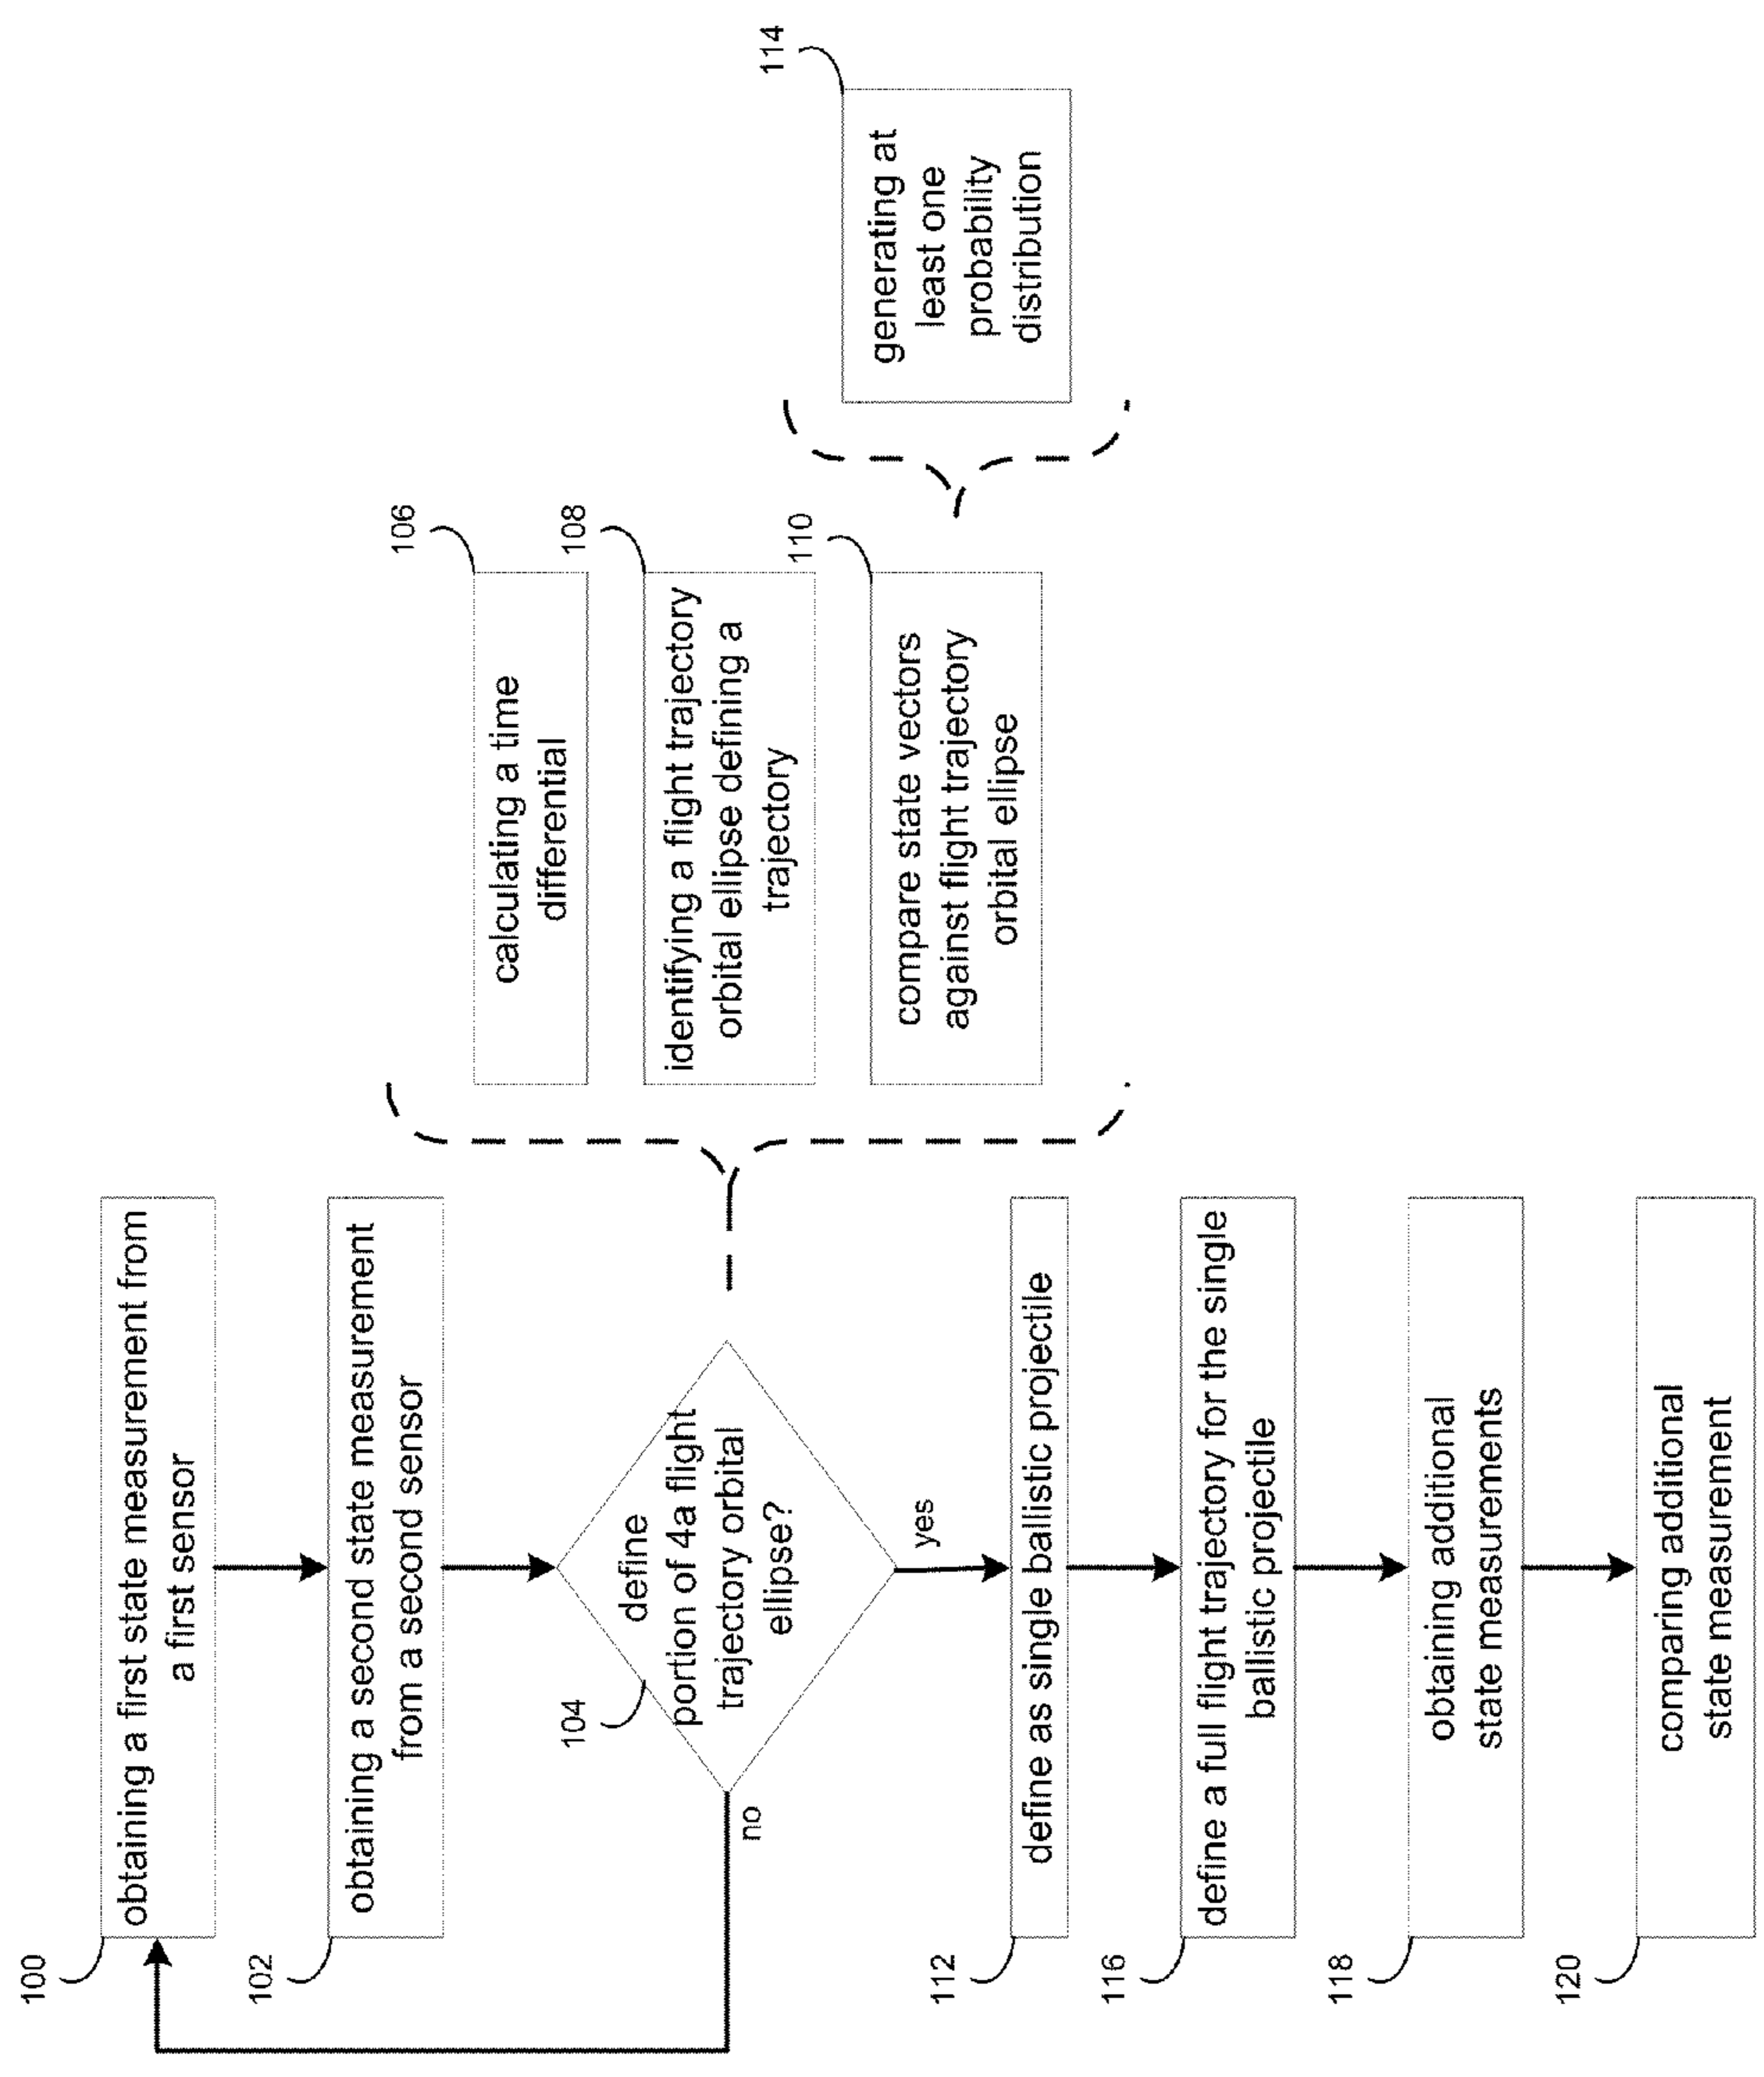 100
obtaining a first state measurement from
a first sensor
102
obtaining a second state measurement
from a second sensor
104
define
portion of 4a flight
trajectory orbital
ellipse?
no
yes
106
calculating a time
differential
108
identifying a flight trajectory
orbital ellipse defining a
trajectory
110
compare state vectors
against flight trajectory
orbital ellipse
114
generating at
least one
probability
distribution
112
define as single ballistic projectile
116
define a full flight trajectory for the single
ballistic projectile
118
obtaining additional
state measurements
120
comparing additional
state measurement